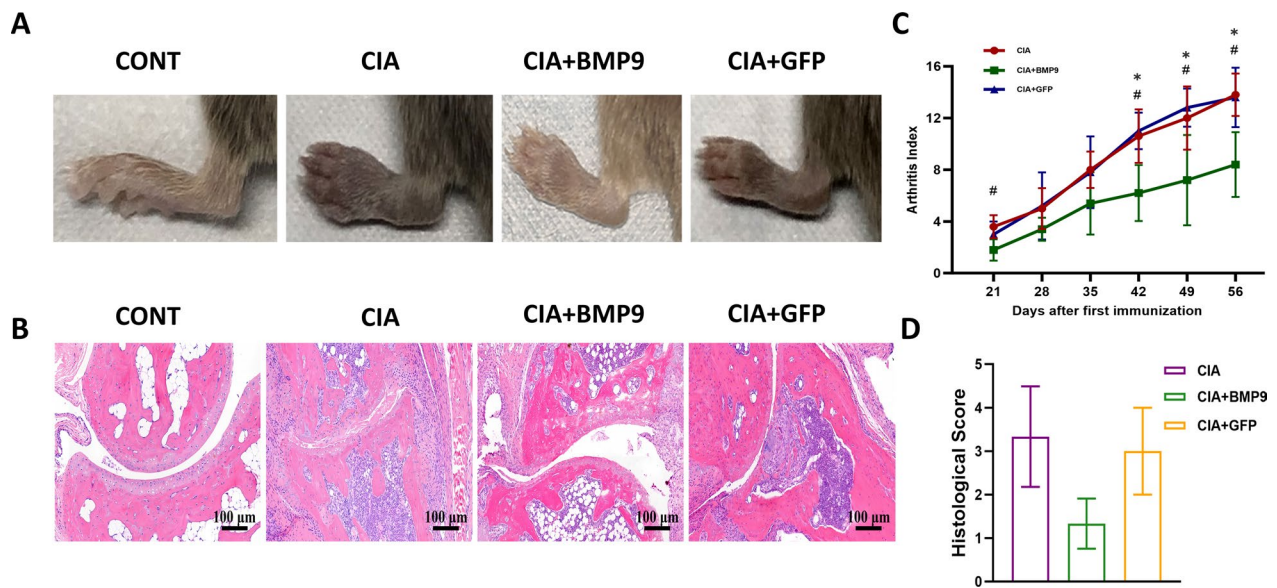 A
CONT
CIA
CIA+BMP9
CIA+GFP
B
CONT
CIA
CIA+BMP9
CIA+GFP
100 μm
100 μm
100 μm
100 μm
C
CIA
CIA+BMP9
CIA+GFP
Arthritis Index
16
12
8
4
0
#
*
#
*
#
*
#
21 28 35 42 49 56
Days after first immunization
D
Histological Score
5
4
3
2
1
0
CIA
CIA+BMP9
CIA+GFP